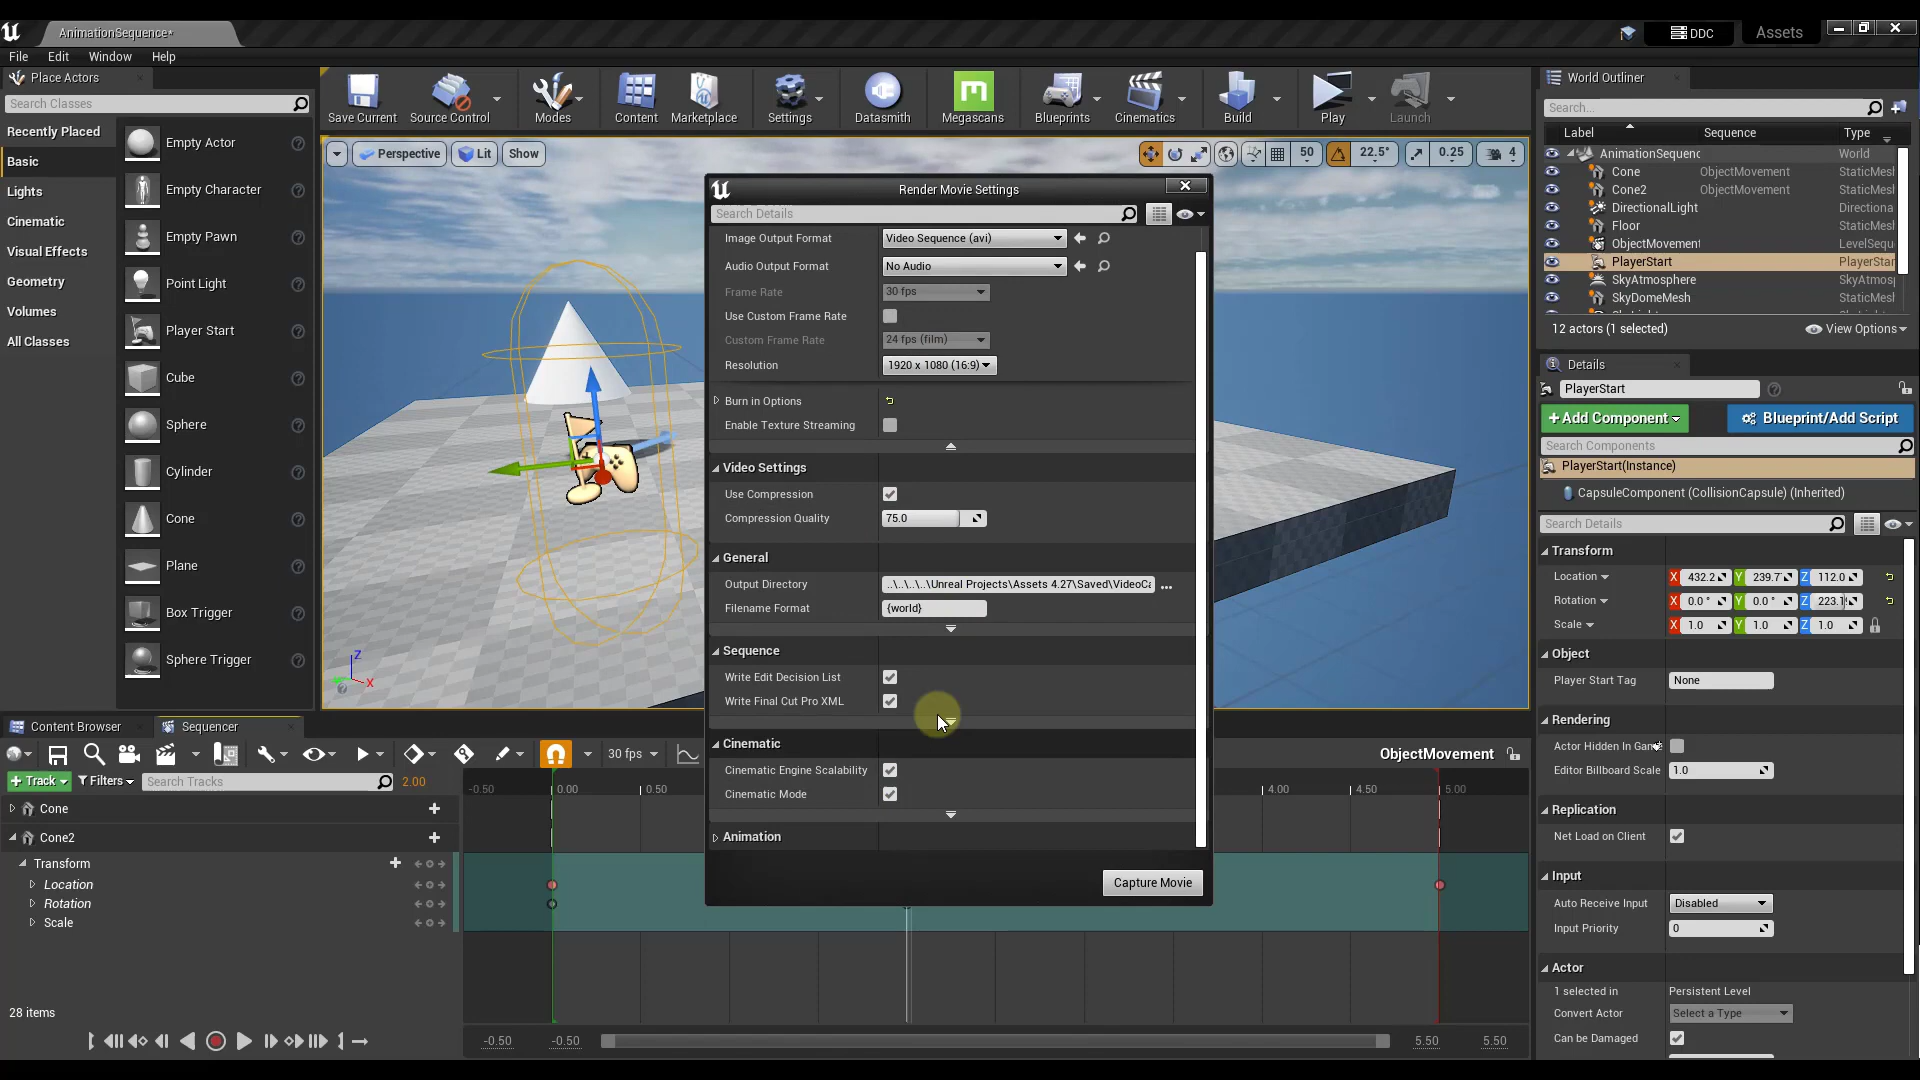 AnimationSequence*
DDC
Assets
File
Edit
Window
Help
Place Actors
Search Classes
Recently Placed
Basic
Lights
Cinematic
Visual Effects
Geometry
Volumes
All Classes
Empty Actor
Empty Character
Empty Pawn
Point Light
Player Start
Cube
Sphere
Cylinder
Cone
Plane
Box Trigger
Sphere Trigger
Save Current
Source Control
Modes
Content
Marketplace
Settings
Datasmith
Megascans
Blueprints
Cinematics
Build
Play
Launch
Perspective
Lit
Show
50
22.5°
0.25
4
Z
X
Render Movie Settings
Search Details
Image Output Format
Video Sequence (avi)
Audio Output Format
No Audio
Frame Rate
30 fps
Use Custom Frame Rate
Custom Frame Rate
24 fps (film)
Resolution
1920 x 1080 (16:9)
Burn in Options
Enable Texture Streaming
Video Settings
Use Compression
Compression Quality
75.0
General
Output Directory
..\..\..\..\Unreal Projects\Assets 4.27\Saved\VideoCa
...
Filename Format
{world}
Sequence
Write Edit Decision List
Write Final Cut Pro XML
Cinematic
Cinematic Engine Scalability
Cinematic Mode
Animation
Capture Movie
World Outliner
Search...
Label
Sequence
Type
AnimationSequenc
World
Cone
ObjectMovement
StaticMesl
Cone2
ObjectMovement
StaticMesl
DirectionalLight
Directiona
Floor
StaticMesl
ObjectMovement
LevelSequ
PlayerStart
PlayerStar
SkyAtmosphere
SkyAtmos
SkyDomeMesh
StaticMesl
12 actors (1 selected)
View Options
Details
PlayerStart
+Add Component
Blueprint/Add Script
Search Components
PlayerStart(Instance)
CapsuleComponent (CollisionCapsule) (Inherited)
Search Details
Transform
Location
X 432.2
Y 239.7
Z 112.0
Rotation
X 0.0 °
Y 0.0 °
Z 223.1
Scale
X 1.0
Y 1.0
Z 1.0
Object
Player Start Tag
None
Rendering
Actor Hidden In Game
Editor Billboard Scale
1.0
Replication
Net Load on Client
Input
Auto Receive Input
Disabled
Input Priority
0
Actor
1 selected in
Persistent Level
Convert Actor
Select a Type
Can be Damaged
Content Browser
Sequencer
30 fps
ObjectMovement
+ Track
Filters
Search Tracks
2.00
-0.50
0.00
0.50
4.00
4.50
5.00
Cone
Cone2
Transform
Location
Rotation
Scale
28 items
-0.50
-0.50
5.50
5.50